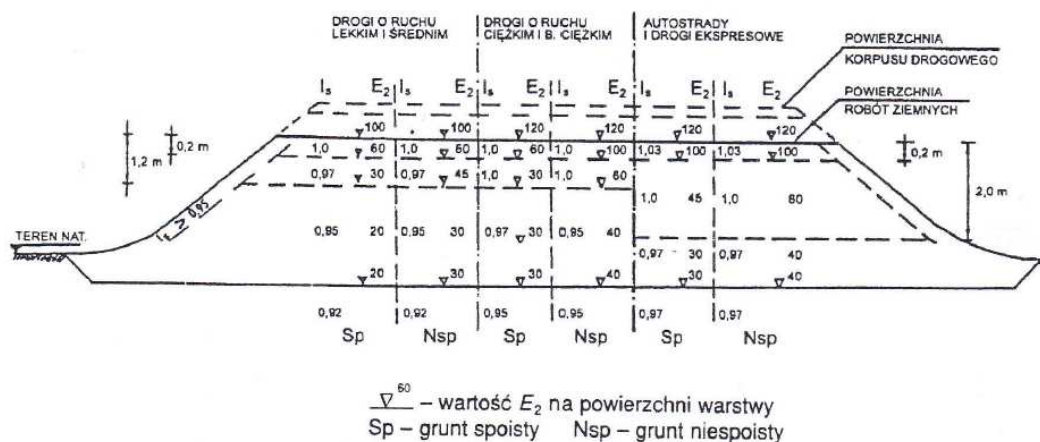 DROGI O RUCHU
LEKKIM I ŚREDNIM
DROGI O RUCHU
CIĘŻKIM I B. CIĘŻKIM
AUTOSTRADY
I DROGI EKSPRESOWE
POWIERZCHNIA
KORPUSU DROGOWEGO
POWIERZCHNIA
ROBÓT ZIEMNYCH
Is E2 Is E2 Is E2 Is E2 Is E2 Is E2
100 100 120 120 120 120
1,2 m 0,2 m 1,0 60 1,0 60 1,0 60 1,0 100 1,03 100 1,03 100 0,2 m
0,97 30 0,97 45 1,0 30 1,0 60
1,0 45 1,0 60 2,0 m
Is ≥ 0,95
TEREN NAT.
0,95 20 0,95 30 0,97 30 0,95 40
0,97 30 0,97 40
20 30 30 40 30 40
0,92 0,92 0,95 0,95 0,97 0,97
Sp Nsp Sp Nsp Sp Nsp
60 – wartość E2 na powierzchni warstwy
Sp – grunt spoisty Nsp – grunt niespoisty